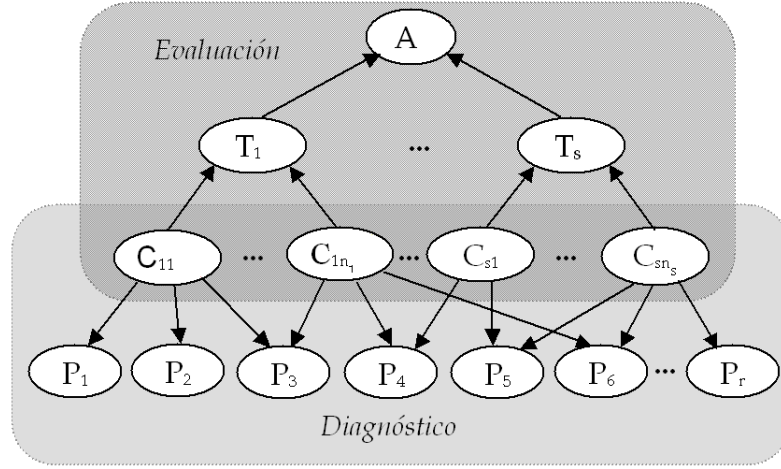 A
Evaluación
T₁ ... Tₛ
C₁₁ ... C₁ₙ₁ ... Cₛ₁ ... Cₛₙₛ
P₁ P₂ P₃ P₄ P₅ P₆ ... Pᵣ
Diagnóstico